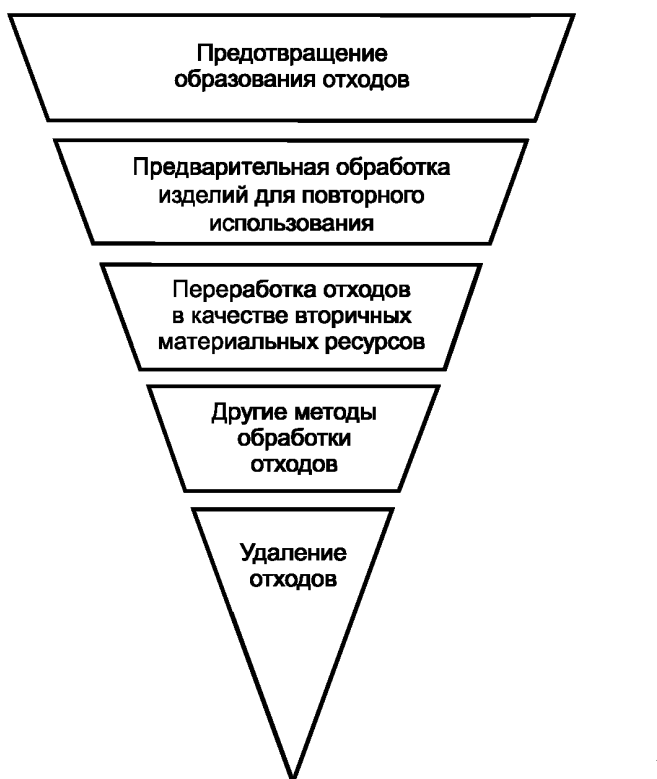 Предотвращение
образования отходов
Предварительная обработка
изделий для повторного
использования
Переработка отходов
в качестве вторичных
материальных ресурсов
Другие методы
обработки
отходов
Удаление
отходов